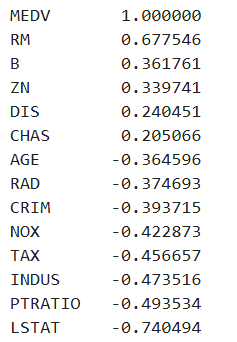 MEDV 1.000000
RM 0.677546
B 0.361761
ZN 0.339741
DIS 0.240451
CHAS 0.205066
AGE -0.364596
RAD -0.374693
CRIM -0.393715
NOX -0.422873
TAX -0.456657
INDUS -0.473516
PTRATIO -0.493534
LSTAT -0.740494